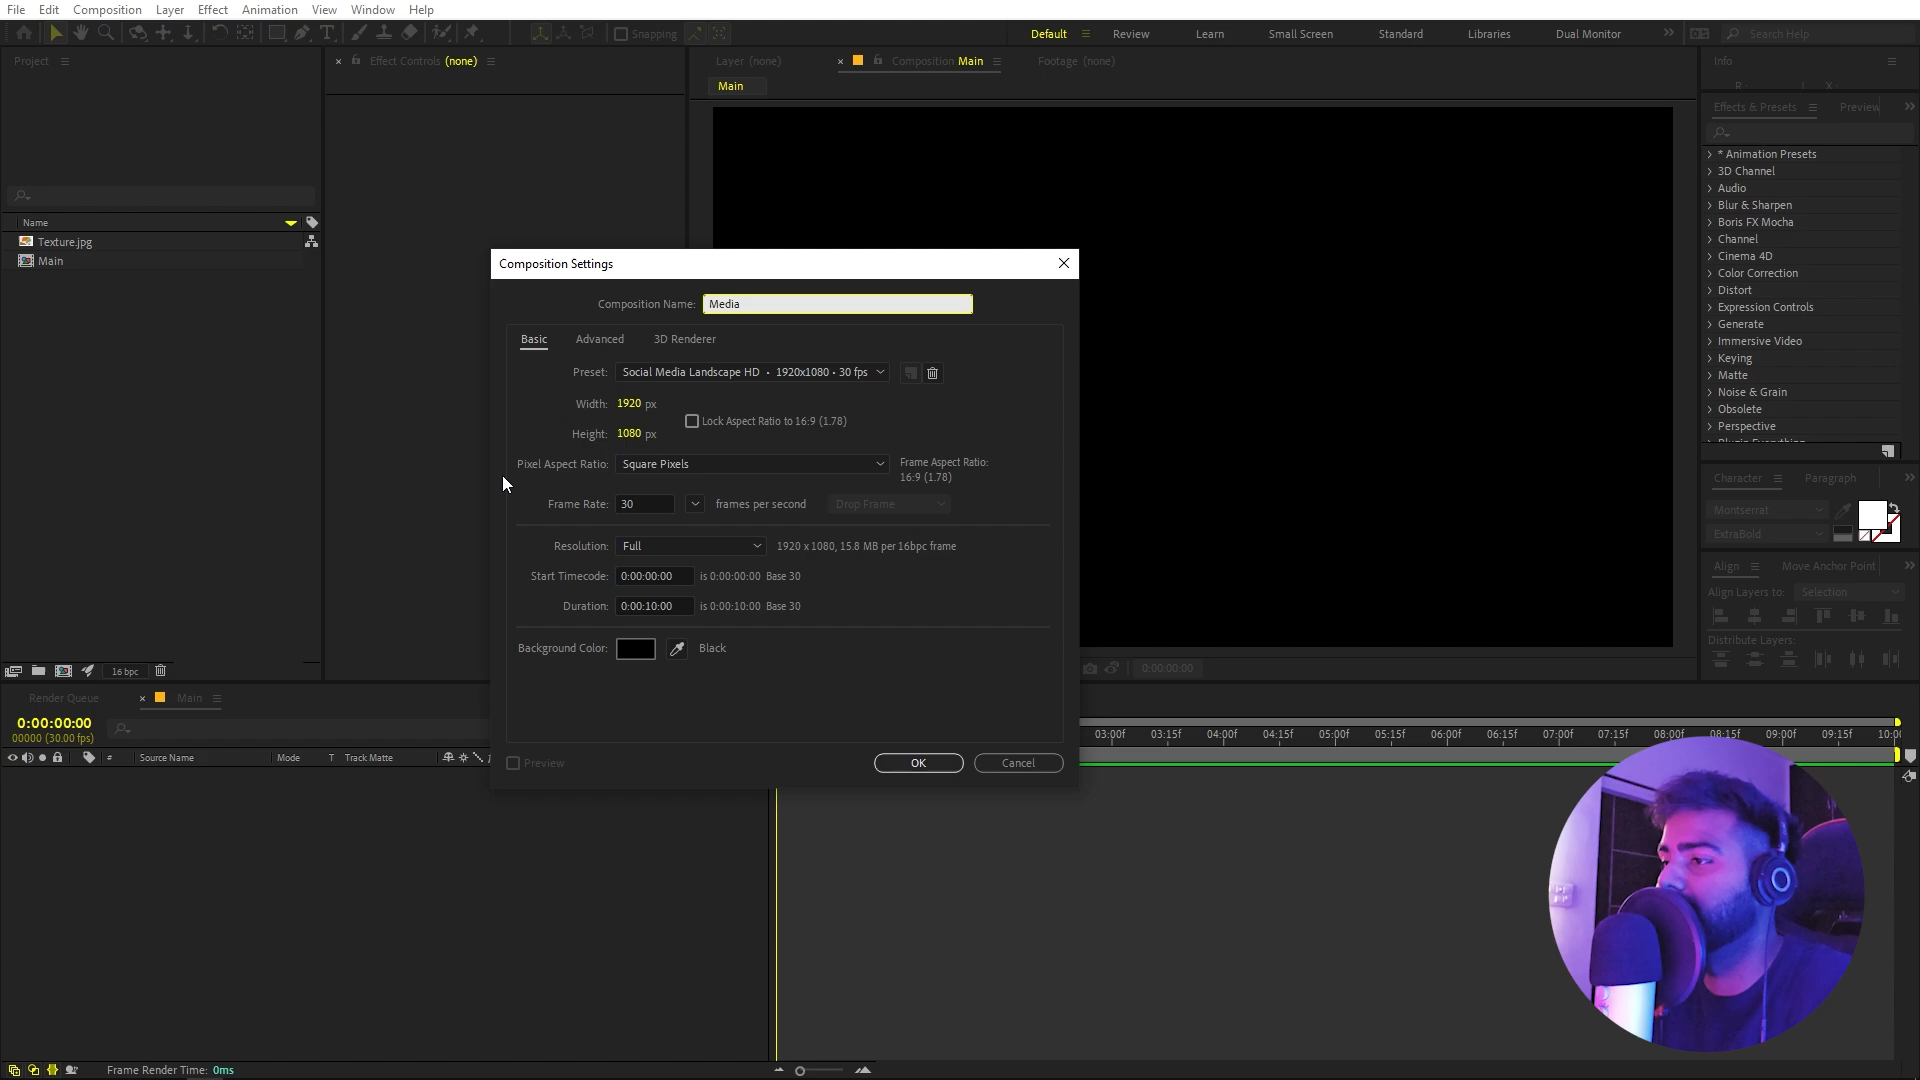 File Edit Composition Layer Effect Animation View Window Help
Snapping Default Review Learn Small Screen Standard Libraries Dual Monitor Search Help
Project Effect Controls (none) Layer (none) Composition Main Footage (none) Info
Main
Effects & Presets Preview
* Animation Presets
3D Channel
Audio
Blur & Sharpen
Boris FX Mocha
Channel
Cinema 4D
Color Correction
Distort
Expression Controls
Generate
Immersive Video
Keying
Matte
Noise & Grain
Obsolete
Perspective
Name
Texture.jpg
Main
Composition Settings
Composition Name: Media
Basic Advanced 3D Renderer
Preset: Social Media Landscape HD • 1920x1080 • 30 fps
Width: 1920 px
Lock Aspect Ratio to 16:9 (1.78)
Height: 1080 px
Pixel Aspect Ratio: Square Pixels
Frame Aspect Ratio:
16:9 (1.78)
Frame Rate: 30 frames per second Drop Frame
Resolution: Full 1920 x 1080, 15.8 MB per 16bpc frame
Start Timecode: 0:00:00:00 is 0:00:00:00 Base 30
Duration: 0:00:10:00 is 0:00:10:00 Base 30
Background Color: Black
Preview OK Cancel
Character Paragraph
Montserrat
ExtraBold
Align Move Anchor Point
Align Layers to: Selection
Distribute Layers:
16 bpc
0:00:00:00
Render Queue Main
0:00:00:00
00000 (30.00 fps)
# Source Name Mode T Track Matte
03:00f 03:15f 04:00f 04:15f 05:00f 05:15f 06:00f 06:15f 07:00f 07:15f 08:00f 08:15f 09:00f 09:15f
Frame Render Time: 0ms